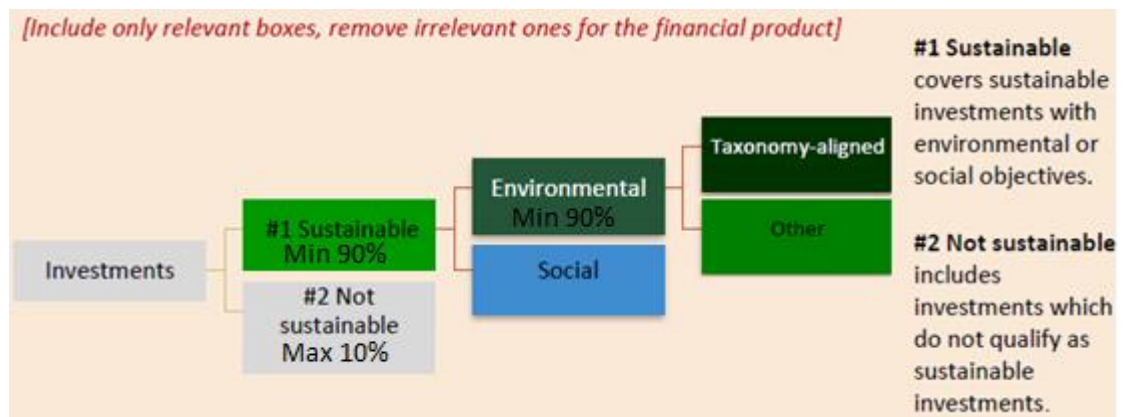 [Include only relevant boxes, remove irrelevant ones for the financial product]
Investments
#1 Sustainable
Min 90%
#2 Not
sustainable
Max 10%
Environmental
Min 90%
Social
Taxonomy-aligned
Other
#1 Sustainable
covers sustainable
investments with
environmental or
social objectives.
#2 Not sustainable
includes
investments which
do not qualify as
sustainable
investments.